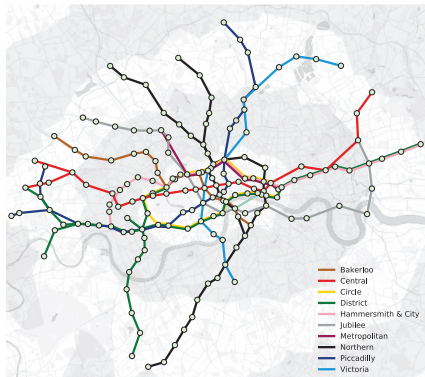 Bakerloo
Central
Circle
District
Hammersmith & City
Jubilee
Metropolitan
Northern
Piccadilly
Victoria